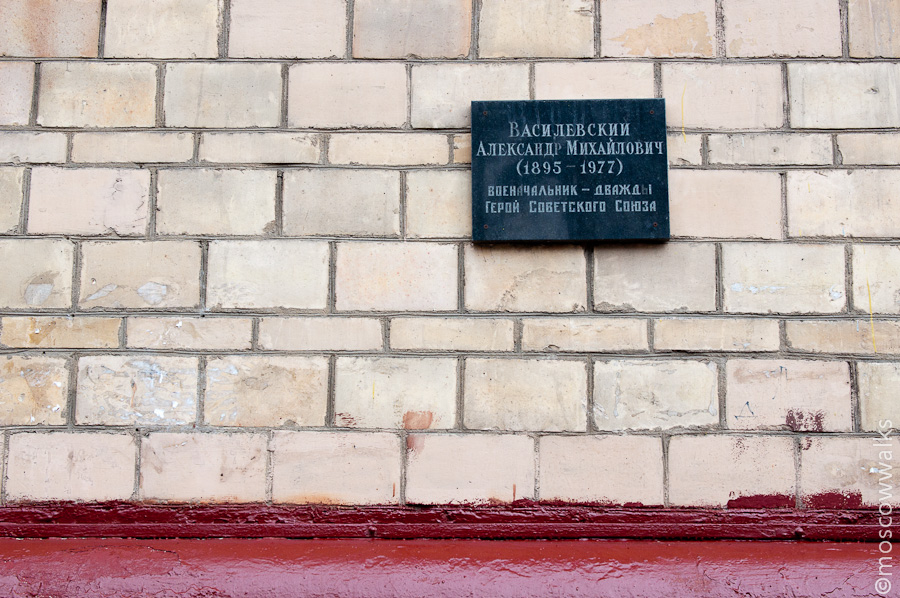 Василевский
Александр Михайлович
(1895 – 1977)
военачальник – дважды
Герой Советского Союза
©moscowwalks